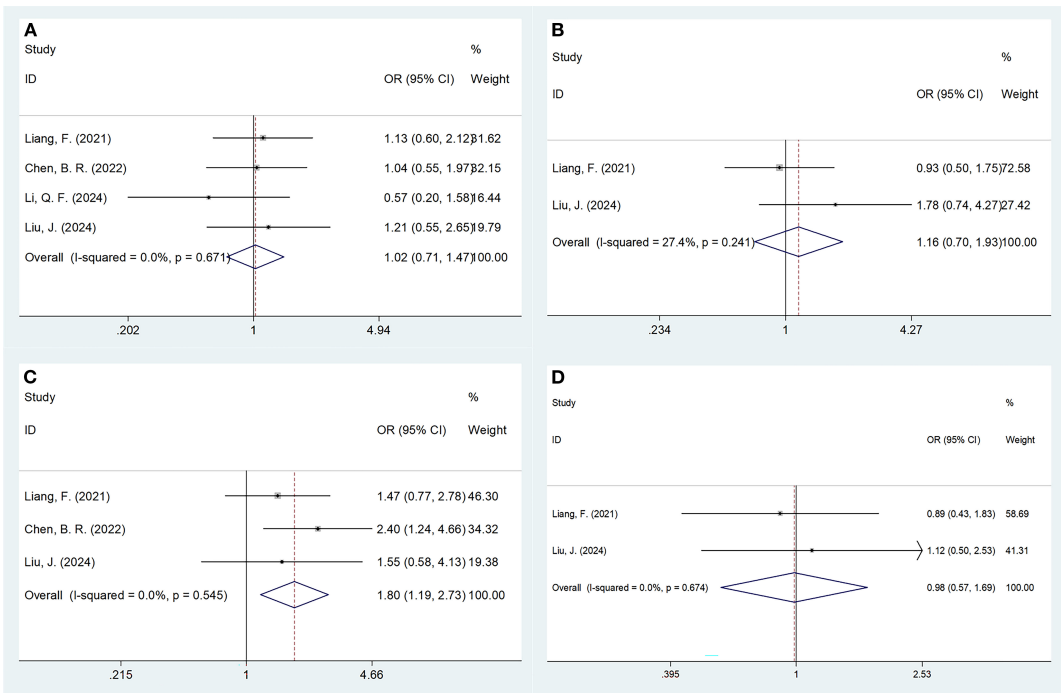 A
Study %
ID OR (95% CI) Weight
Liang, F. (2021) 1.13 (0.60, 2.12) 31.62
Chen, B. R. (2022) 1.04 (0.55, 1.97) 32.15
Li, Q. F. (2024) 0.57 (0.20, 1.58) 16.44
Liu, J. (2024) 1.21 (0.55, 2.65) 19.79
Overall (I-squared = 0.0%, p = 0.671) 1.02 (0.71, 1.47) 100.00
.202 1 4.94
B
Study %
ID OR (95% CI) Weight
Liang, F. (2021) 0.93 (0.50, 1.75) 72.58
Liu, J. (2024) 1.78 (0.74, 4.27) 27.42
Overall (I-squared = 27.4%, p = 0.241) 1.16 (0.70, 1.93) 100.00
.234 1 4.27
C
Study %
ID OR (95% CI) Weight
Liang, F. (2021) 1.47 (0.77, 2.78) 46.30
Chen, B. R. (2022) 2.40 (1.24, 4.66) 34.32
Liu, J. (2024) 1.55 (0.58, 4.13) 19.38
Overall (I-squared = 0.0%, p = 0.545) 1.80 (1.19, 2.73) 100.00
.215 1 4.66
D
Study %
ID OR (95% CI) Weight
Liang, F. (2021) 0.89 (0.43, 1.83) 58.69
Liu, J. (2024) 1.12 (0.50, 2.53) 41.31
Overall (I-squared = 0.0%, p = 0.674) 0.98 (0.57, 1.69) 100.00
.395 1 2.53